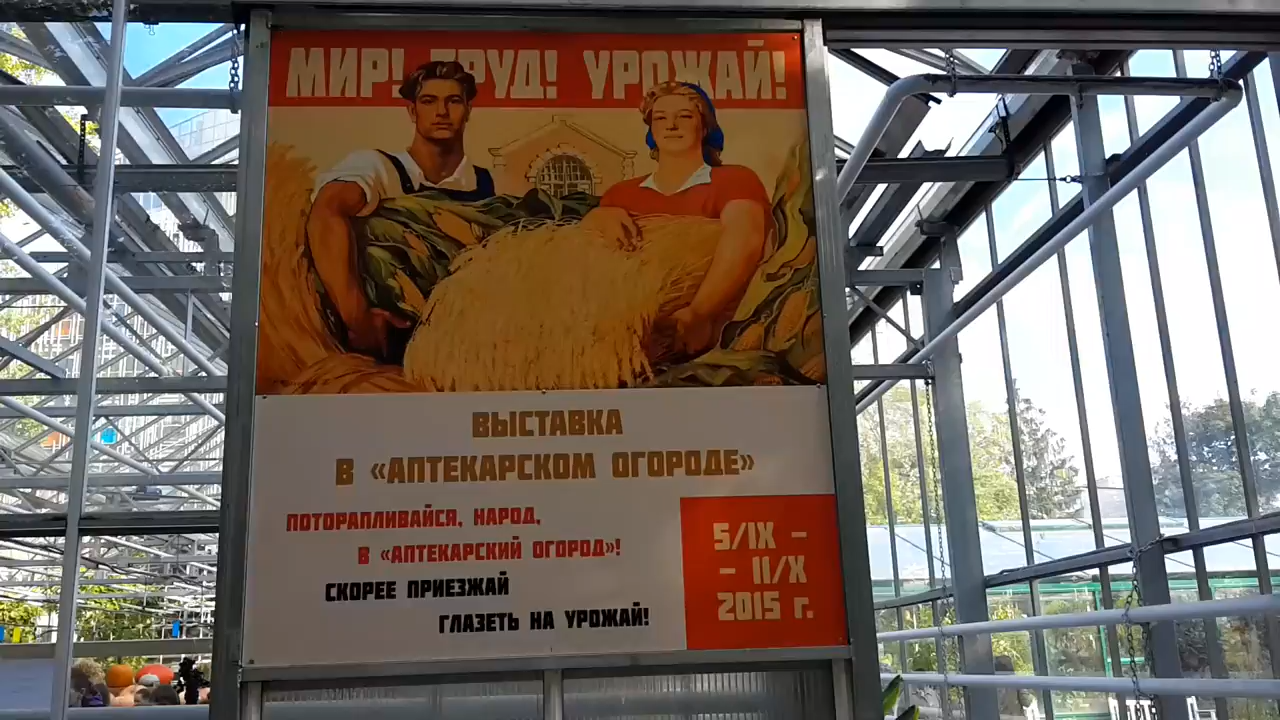 МИР! ТРУД! УРОЖАЙ!
ВЫСТАВКА
В «АПТЕКАРСКОМ ОГОРОДЕ»
ПОТОРАПЛИВАЙСЯ, НАРОД,
В «АПТЕКАРСКИЙ ОГОРОД»!
СКОРЕЕ ПРИЕЗЖАЙ
ГЛАЗЕТЬ НА УРОЖАЙ!
5/IX –
– 11/X
2015 г.